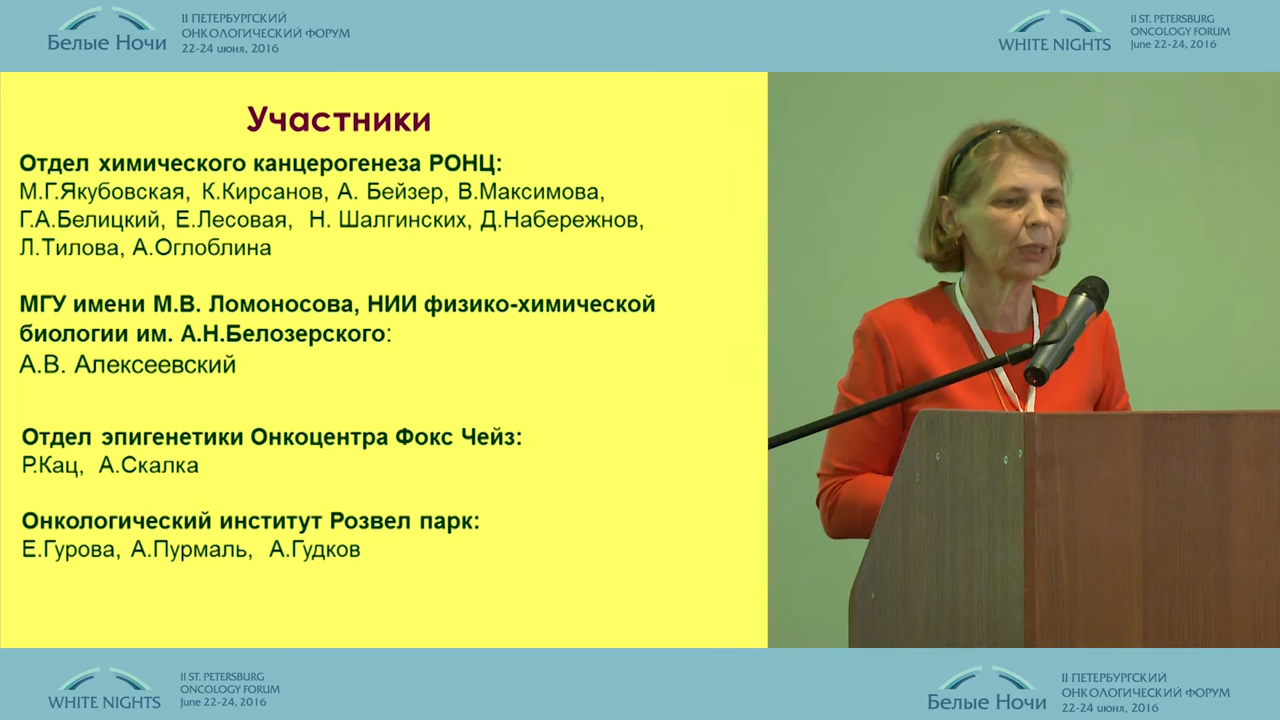 Белые Ночи
II ПЕТЕРБУРГСКИЙ
ОНКОЛОГИЧЕСКИЙ ФОРУМ
22-24 июня, 2016
WHITE NIGHTS
II ST. PETERSBURG
ONCOLOGY FORUM
June 22-24, 2016
Участники
Отдел химического канцерогенеза РОНЦ:
М.Г.Якубовская, К.Кирсанов, А. Бейзер, В.Максимова,
Г.А.Белицкий, Е.Лесовая, Н. Шалгинских, Д.Набережнов,
Л.Тилова, А.Оглоблина
МГУ имени М.В. Ломоносова, НИИ физико-химической
биологии им. А.Н.Белозерского:
А.В. Алексеевский
Отдел эпигенетики Онкоцентра Фокс Чейз:
Р.Кац, А.Скалка
Онкологический институт Розвел парк:
Е.Гурова, А.Пурмаль, А.Гудков
WHITE NIGHTS
II ST. PETERSBURG
ONCOLOGY FORUM
June 22-24, 2016
Белые Ночи
II ПЕТЕРБУРГСКИЙ
ОНКОЛОГИЧЕСКИЙ ФОРУМ
22-24 июня, 2016